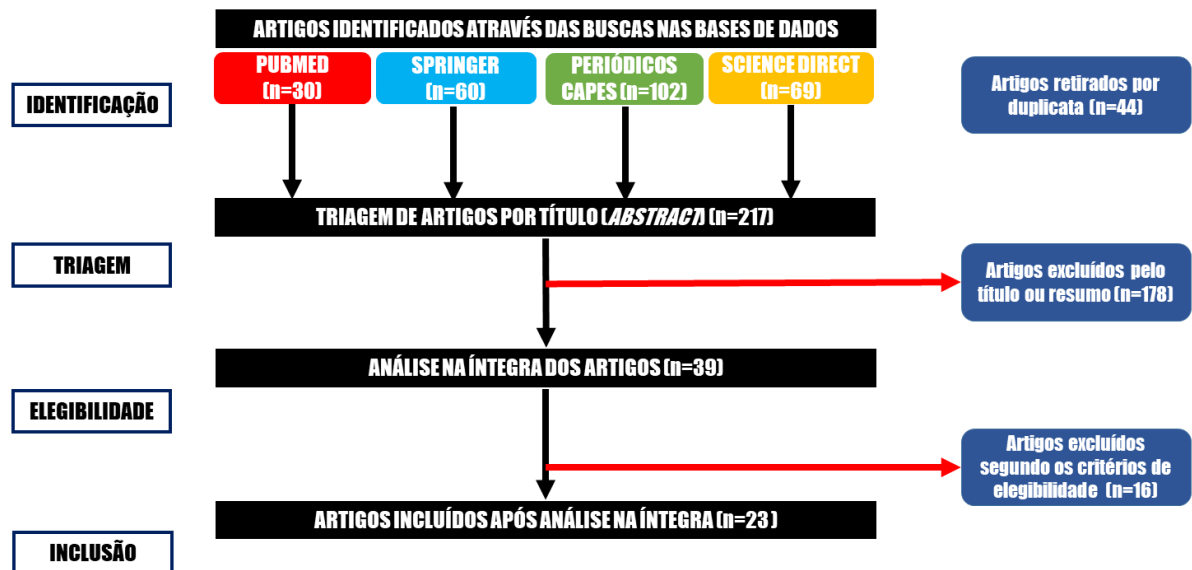 ARTIGOS IDENTIFICADOS ATRAVÉS DAS BUSCAS NAS BASES DE DADOS
PUBMED
(n=30)
SPRINGER
(n=60)
PERIÓDICOS
CAPES (n=102)
SCIENCE DIRECT
(n=69)
IDENTIFICAÇÃO
Artigos retirados por
duplicata (n=44)
TRIAGEM DE ARTIGOS POR TÍTULO (ABSTRACT) (n=217)
TRIAGEM
Artigos excluídos pelo
título ou resumo (n=178)
ANÁLISE NA ÍNTEGRA DOS ARTIGOS (n=39)
ELEGIBILIDADE
Artigos excluídos
segundo os critérios de
elegibilidade (n=16)
ARTIGOS INCLUÍDOS APÓS ANÁLISE NA ÍNTEGRA (n=23 )
INCLUSÃO